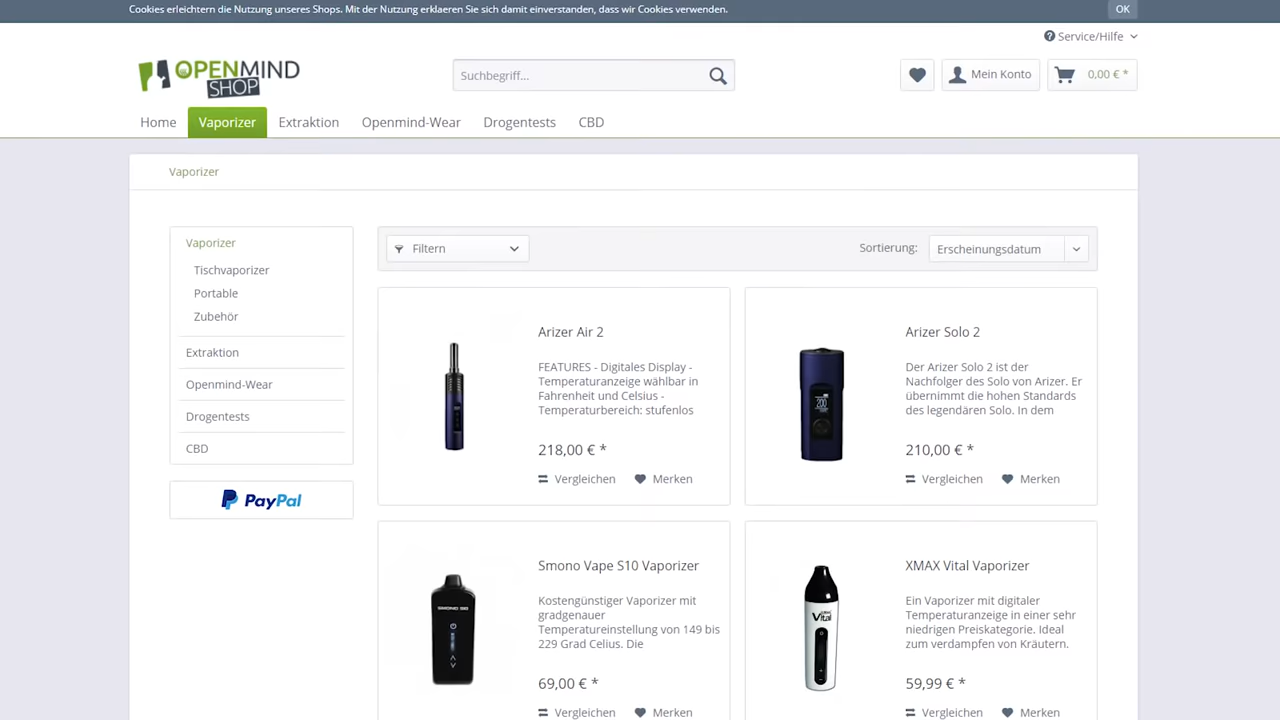 Cookies erleichtern die Nutzung unseres Shops. Mit der Nutzung erklaeren Sie sich damit einverstanden, dass wir Cookies verwenden.
OK
Service/Hilfe
OPENMIND
SHOP
Suchbegriff...
Mein Konto
0,00 € *
Home
Vaporizer
Extraktion
Openmind-Wear
Drogentests
CBD
Vaporizer
Vaporizer
Tischvaporizer
Portable
Zubehör
Extraktion
Openmind-Wear
Drogentests
CBD
PayPal
Filtern
Sortierung:
Erscheinungsdatum
Arizer Air 2
FEATURES - Digitales Display -
Temperaturanzeige wählbar in
Fahrenheit und Celsius -
Temperaturbereich: stufenlos
218,00 € *
Vergleichen
Merken
Arizer Solo 2
Der Arizer Solo 2 ist der
Nachfolger des Solo von Arizer. Er
übernimmt die hohen Standards
des legendären Solo. In dem
210,00 € *
Vergleichen
Merken
Smono Vape S10 Vaporizer
Kostengünstiger Vaporizer mit
gradgenauer
Temperatureinstellung von 149 bis
229 Grad Celius. Die
69,00 € *
Vergleichen
Merken
XMAX Vital Vaporizer
Ein Vaporizer mit digitaler
Temperaturanzeige in einer sehr
niedrigen Preiskategorie. Ideal
zum verdampfen von Kräutern.
59,99 € *
Vergleichen
Merken
200
SMONO S10
Vital